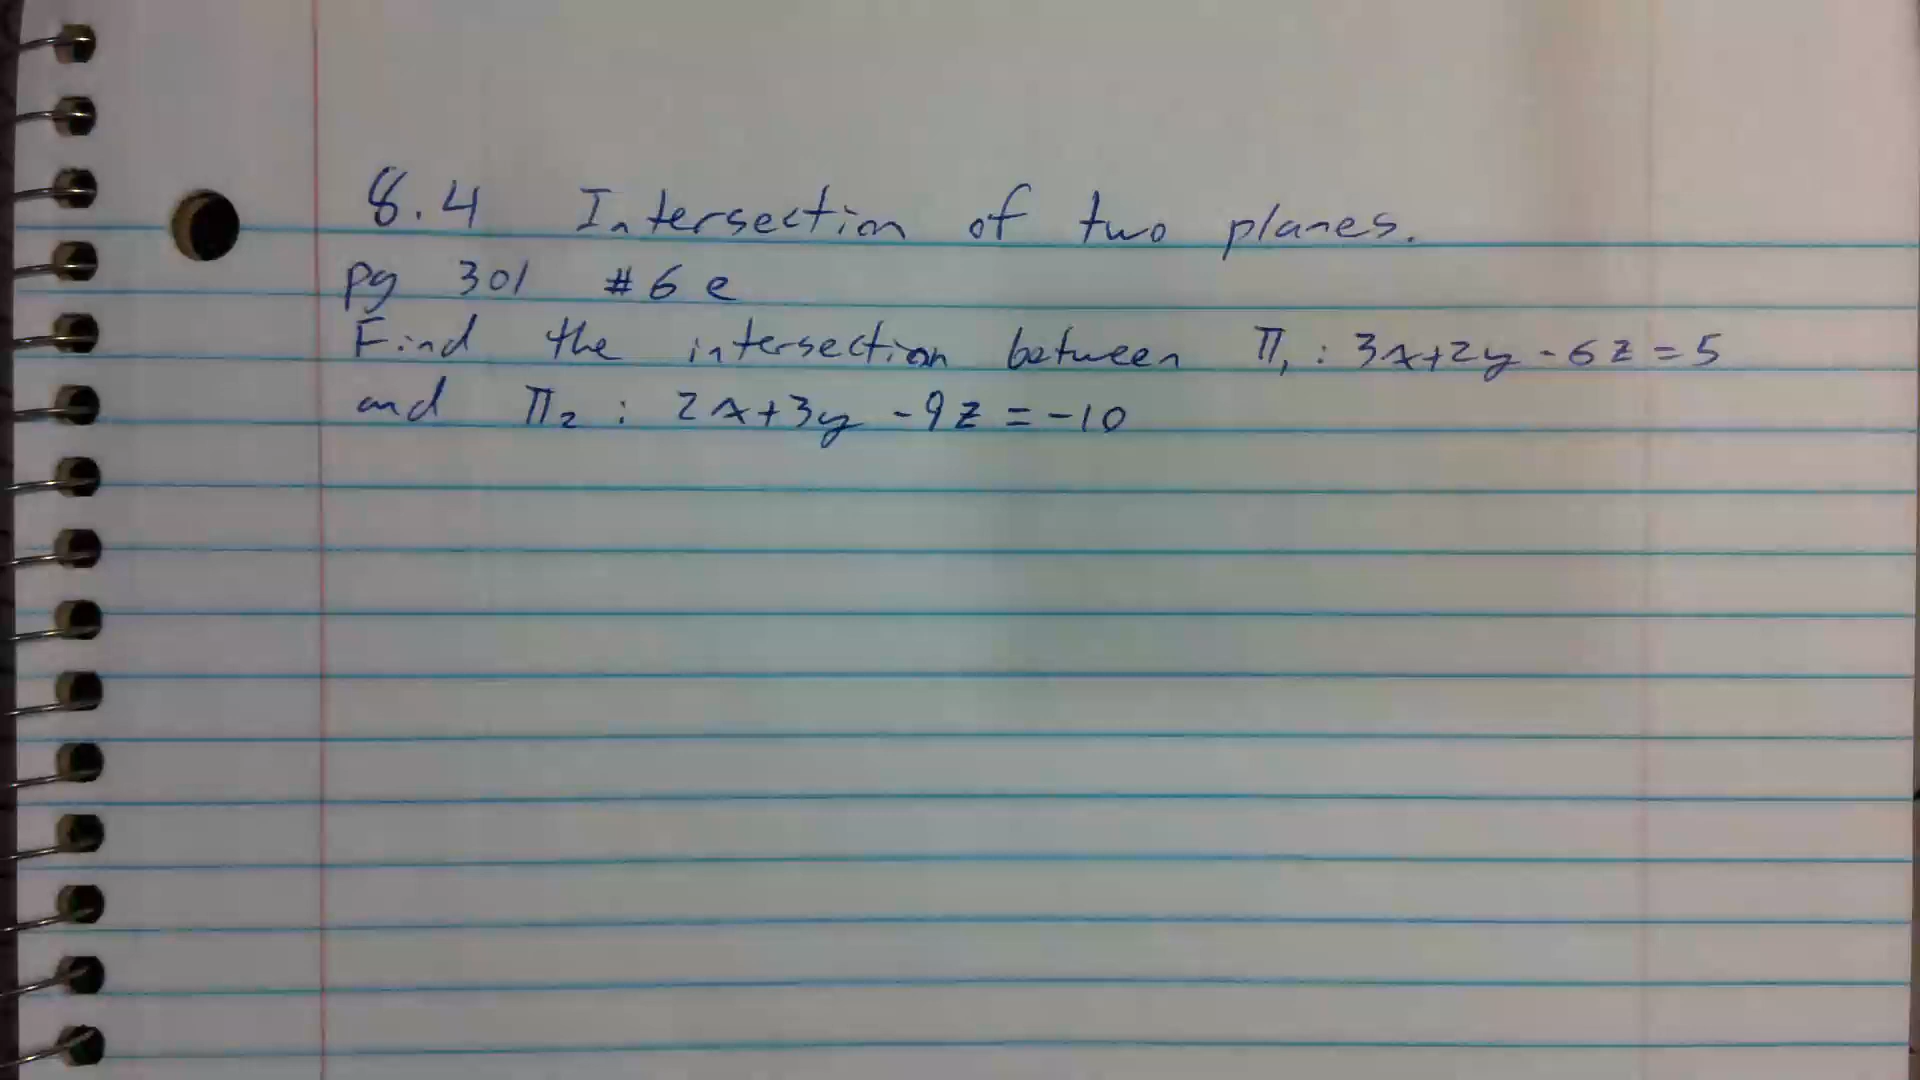 8.4 Intersection of two planes.
pg 301 #6 e
Find the intersection between π₁ : 3x+2y-6z=5
and π₂ : 2x+3y-9z=-10